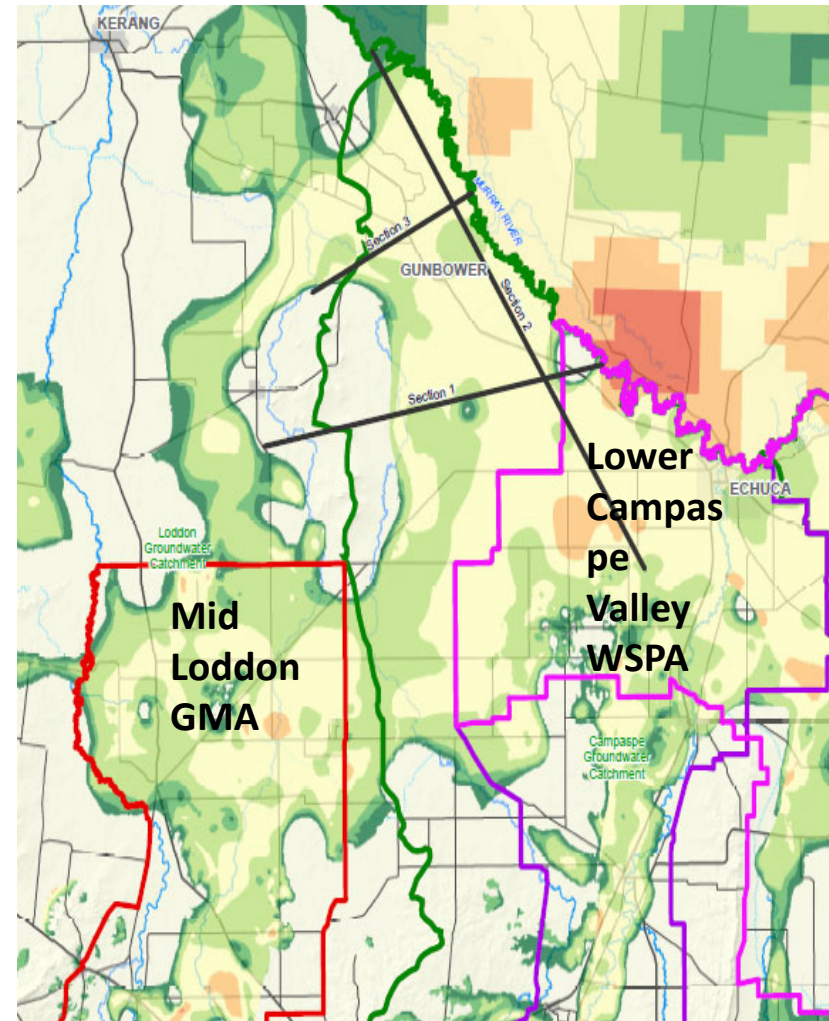 KERANG
MURRAY RIVER
Section 3
GUNBOWER
Section 2
Section 1
Lower
Campas
pe
Valley
WSPA
ECHUCA
Loddon
Groundwater
Catchment
Mid
Loddon
GMA
Campaspe
Groundwater
Catchment